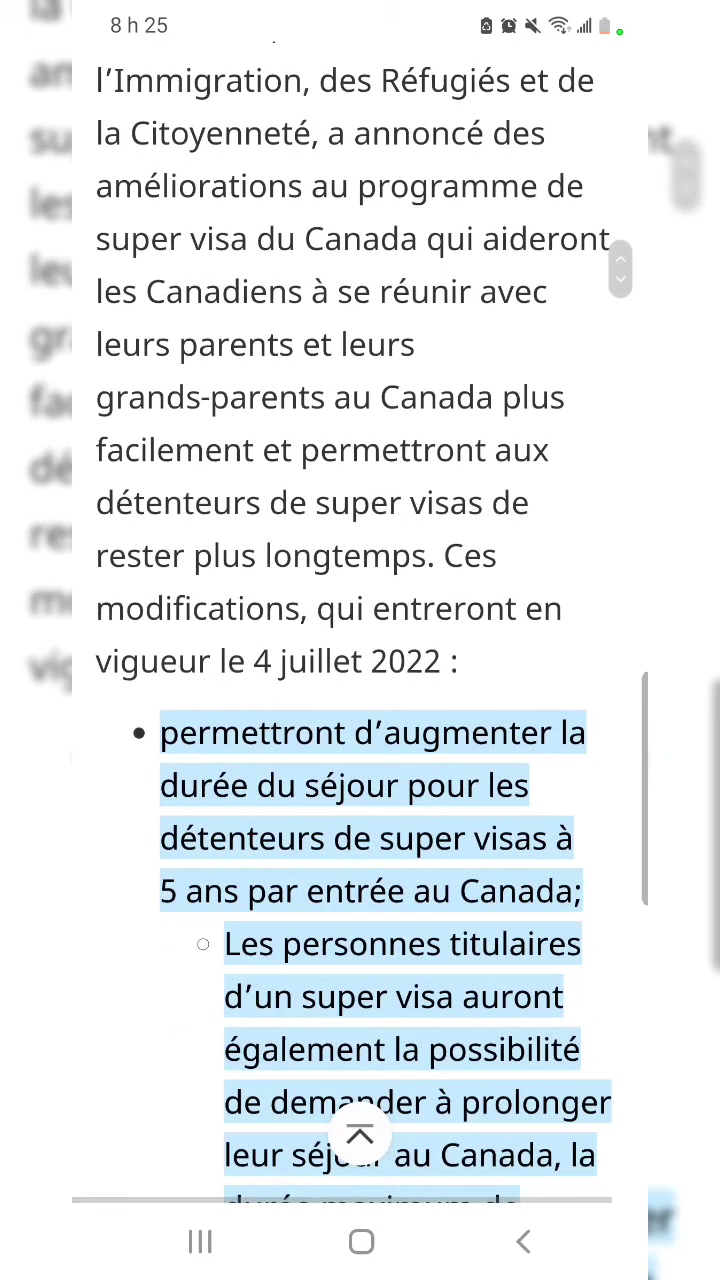 8 h 25
l’Immigration, des Réfugiés et de
la Citoyenneté, a annoncé des
améliorations au programme de
super visa du Canada qui aideront
les Canadiens à se réunir avec
leurs parents et leurs
grands-parents au Canada plus
facilement et permettront aux
détenteurs de super visas de
rester plus longtemps. Ces
modifications, qui entreront en
vigueur le 4 juillet 2022 :
permettront d’augmenter la
durée du séjour pour les
détenteurs de super visas à
5 ans par entrée au Canada;
Les personnes titulaires
d’un super visa auront
également la possibilité
de demander à prolonger
leur séjour au Canada, la
durée maximum de